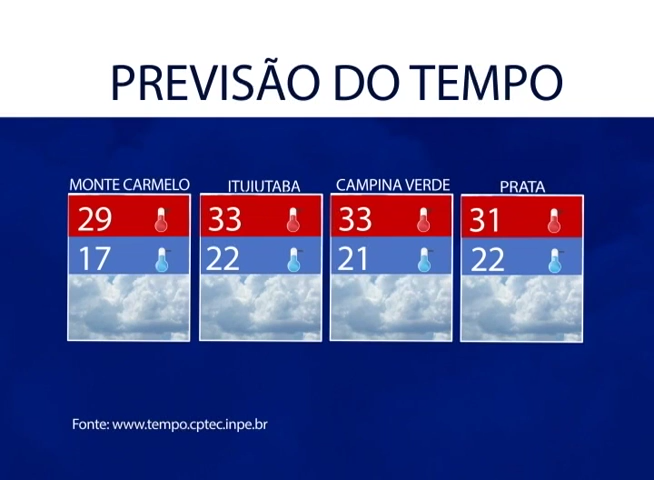 PREVISÃO DO TEMPO
MONTE CARMELO ITUIUTABA CAMPINA VERDE PRATA
29 33 33 31
17 22 21 22
Fonte: www.tempo.cptec.inpe.br